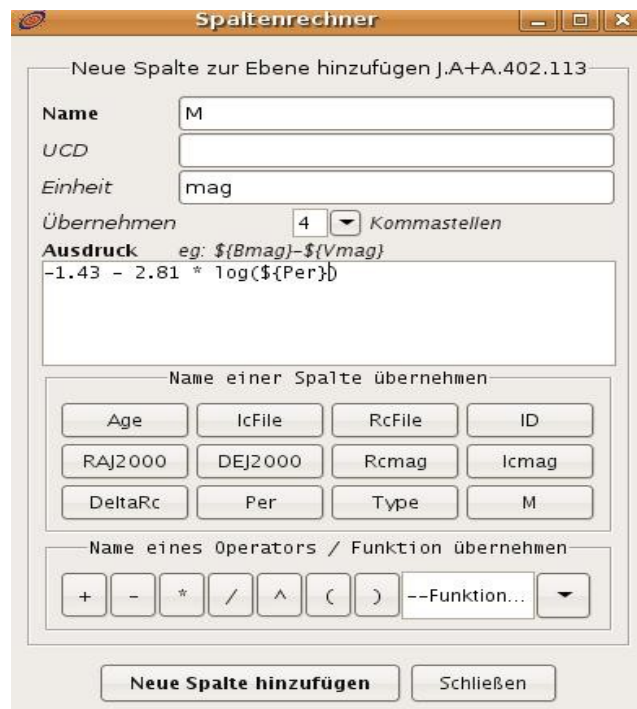 Spaltenrechner
Neue Spalte zur Ebene hinzufügen J.A+A.402.113
Name M
UCD
Einheit mag
Übernehmen 4 Kommastellen
Ausdruck eg: ${Bmag}-${Vmag}
-1.43 - 2.81 * log(${Per})
Name einer Spalte übernehmen
Age IcFile RcFile ID
RAJ2000 DEJ2000 Rcmag Icmag
DeltaRc Per Type M
Name eines Operators / Funktion übernehmen
+ - * / ^ ( ) --Funktion...
Neue Spalte hinzufügen Schließen